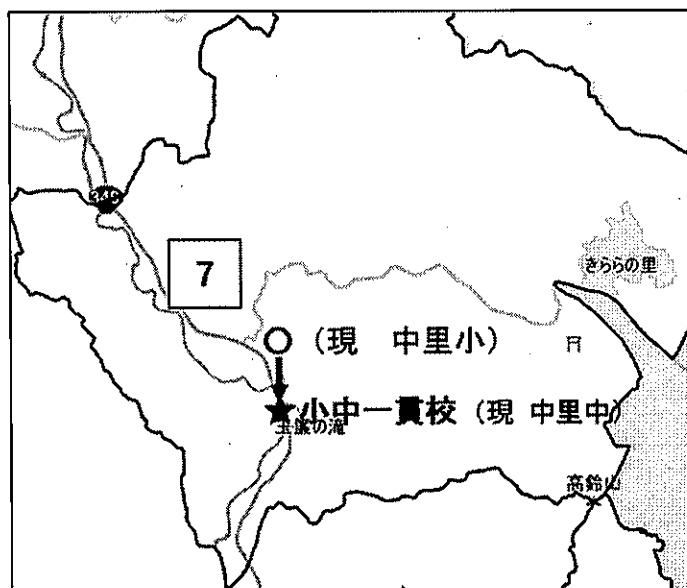 349
7
きららの里
(現 中里小)
小中一貫校 (現 中里中)
玉簾の滝
高鈴山